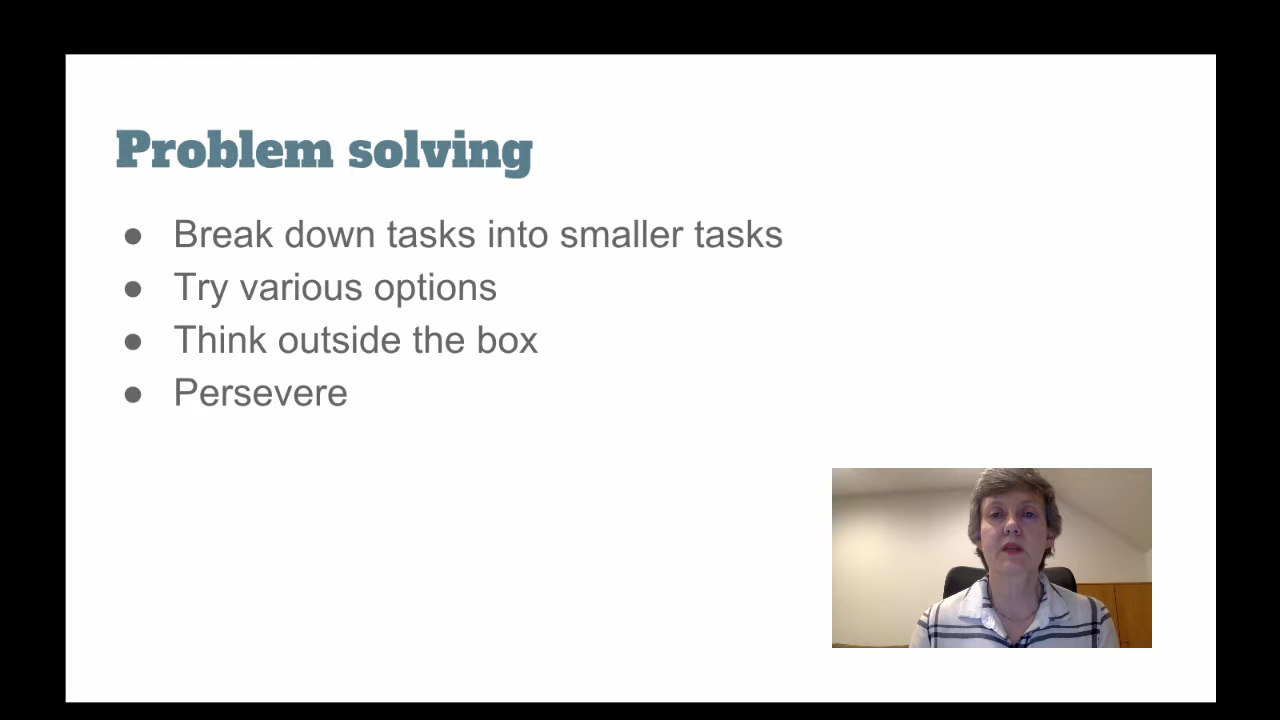 Problem solving
● Break down tasks into smaller tasks
● Try various options
● Think outside the box
● Persevere